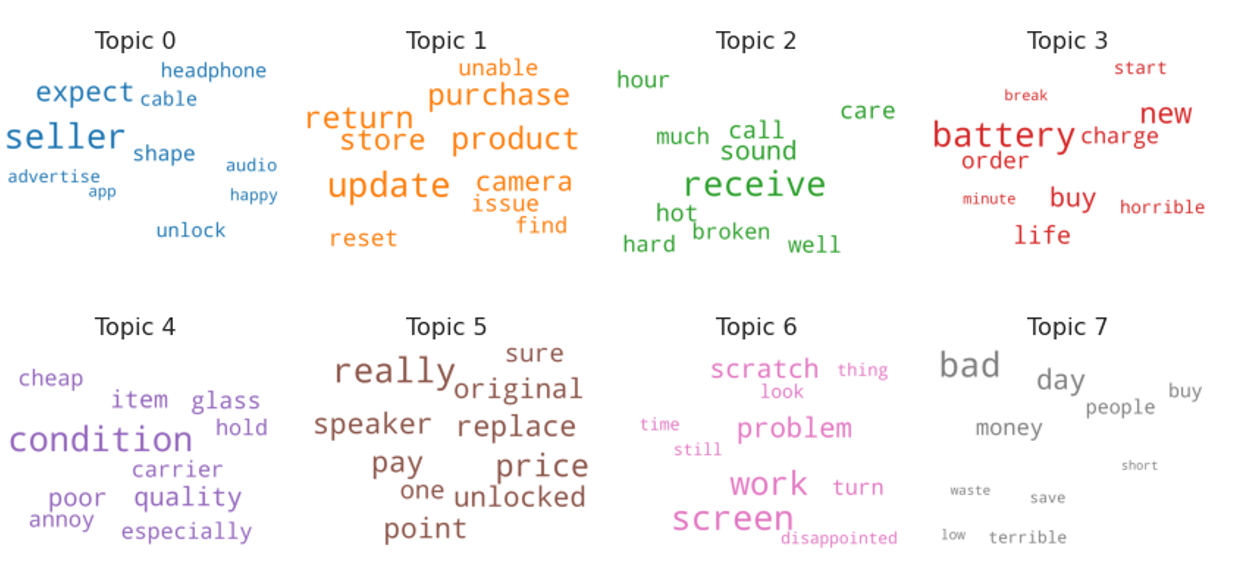 Topic 0
headphone
expect
cable
seller
shape
audio
advertise
app
happy
unlock
Topic 1
unable
purchase
return
store
product
update
camera
issue
find
reset
Topic 2
hour
care
much
call
sound
receive
hot
broken
hard
well
Topic 3
start
break
new
battery
charge
order
minute
buy
horrible
life
Topic 4
cheap
item
glass
hold
condition
carrier
poor
quality
annoy
especially
Topic 5
sure
really
original
speaker
replace
pay
price
one
unlocked
point
Topic 6
scratch
thing
look
time
problem
still
work
turn
screen
disappointed
Topic 7
bad
day
buy
people
money
short
waste
save
low
terrible